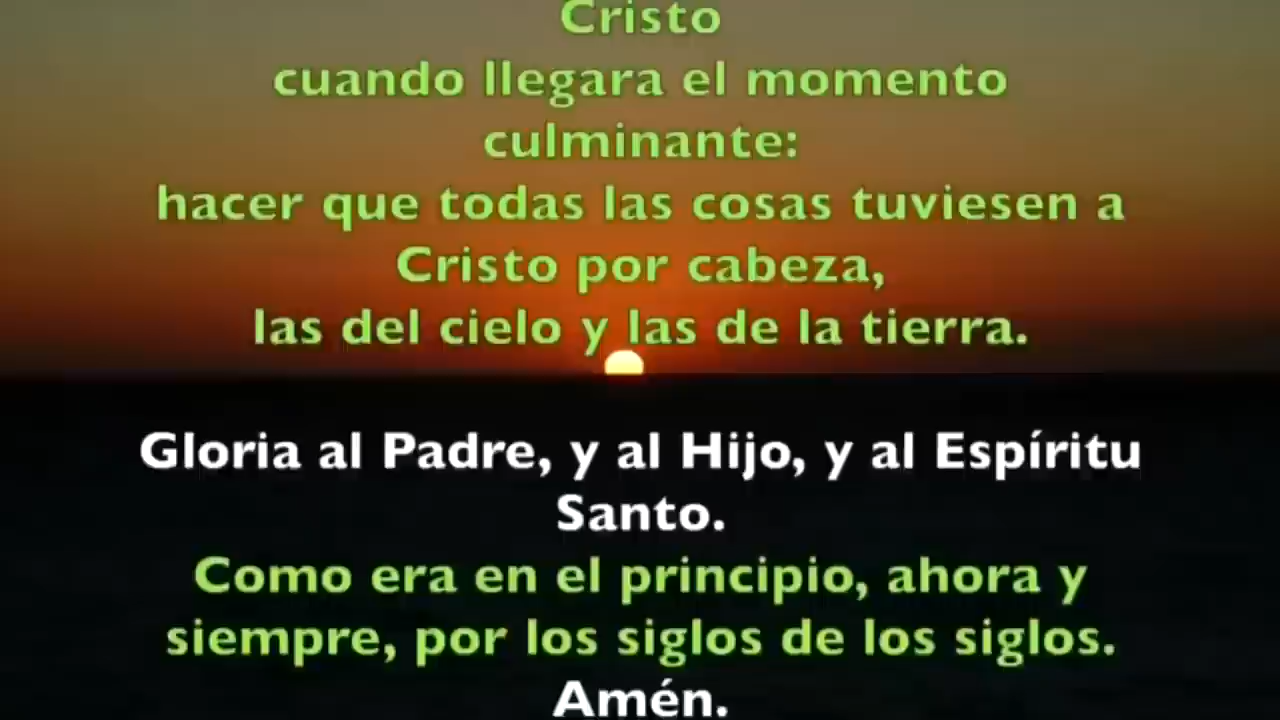 Cristo
cuando llegara el momento
culminante:
hacer que todas las cosas tuviesen a
Cristo por cabeza,
las del cielo y las de la tierra.
Gloria al Padre, y al Hijo, y al Espíritu
Santo.
Como era en el principio, ahora y
siempre, por los siglos de los siglos.
Amén.